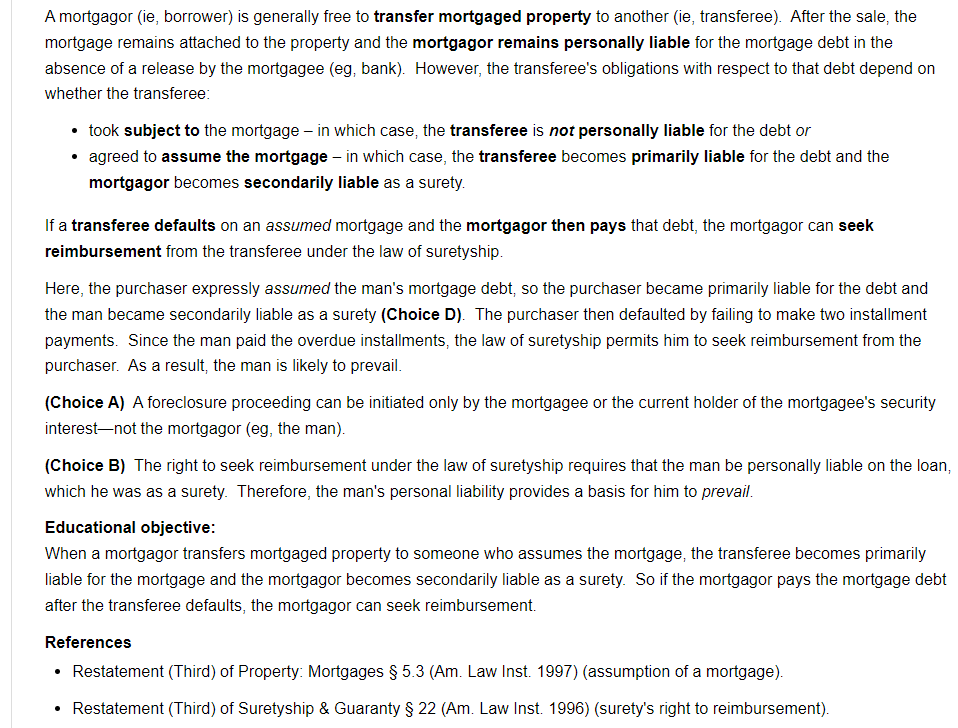 A mortgagor (ie, borrower) is generally free to transfer mortgaged property to another (ie, transferee). After the sale, the
mortgage remains attached to the property and the mortgagor remains personally liable for the mortgage debt in the
absence of a release by the mortgagee (eg, bank). However, the transferee's obligations with respect to that debt depend on
whether the transferee:
• took subject to the mortgage – in which case, the transferee is not personally liable for the debt or
• agreed to assume the mortgage – in which case, the transferee becomes primarily liable for the debt and the
mortgagor becomes secondarily liable as a surety.
If a transferee defaults on an assumed mortgage and the mortgagor then pays that debt, the mortgagor can seek
reimbursement from the transferee under the law of suretyship.
Here, the purchaser expressly assumed the man's mortgage debt, so the purchaser became primarily liable for the debt and
the man became secondarily liable as a surety (Choice D). The purchaser then defaulted by failing to make two installment
payments. Since the man paid the overdue installments, the law of suretyship permits him to seek reimbursement from the
purchaser. As a result, the man is likely to prevail.
(Choice A) A foreclosure proceeding can be initiated only by the mortgagee or the current holder of the mortgagee's security
interest—not the mortgagor (eg, the man).
(Choice B) The right to seek reimbursement under the law of suretyship requires that the man be personally liable on the loan,
which he was as a surety. Therefore, the man's personal liability provides a basis for him to prevail.
Educational objective:
When a mortgagor transfers mortgaged property to someone who assumes the mortgage, the transferee becomes primarily
liable for the mortgage and the mortgagor becomes secondarily liable as a surety. So if the mortgagor pays the mortgage debt
after the transferee defaults, the mortgagor can seek reimbursement.
References
• Restatement (Third) of Property: Mortgages § 5.3 (Am. Law Inst. 1997) (assumption of a mortgage).
• Restatement (Third) of Suretyship & Guaranty § 22 (Am. Law Inst. 1996) (surety's right to reimbursement).